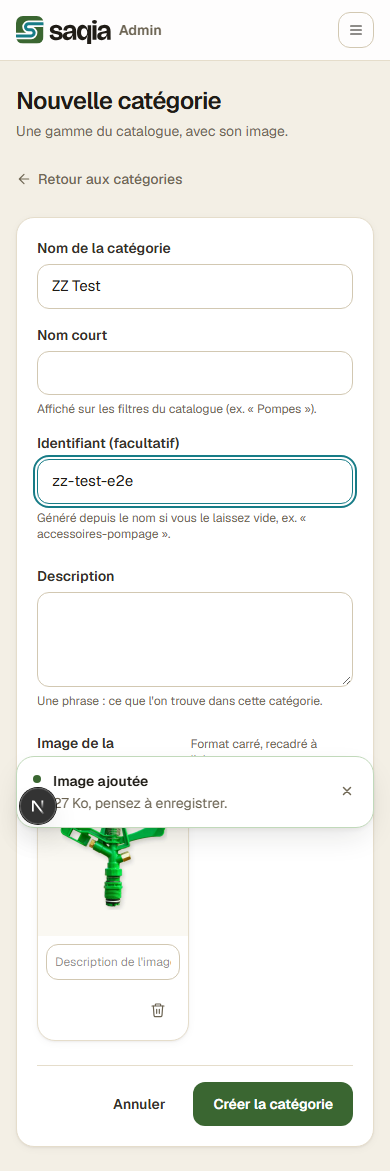 saqia Admin
Nouvelle catégorie
Une gamme du catalogue, avec son image.
← Retour aux catégories
Nom de la catégorie
ZZ Test
Nom court
Affiché sur les filtres du catalogue (ex. « Pompes »).
Identifiant (facultatif)
zz-test-e2e
Généré depuis le nom si vous le laissez vide, ex. «
accessoires-pompage ».
Description
Une phrase : ce que l'on trouve dans cette catégorie.
Image de la
Format carré, recadré à
Image ajoutée
27 Ko, pensez à enregistrer.
N
Description de l'imag
Annuler
Créer la catégorie